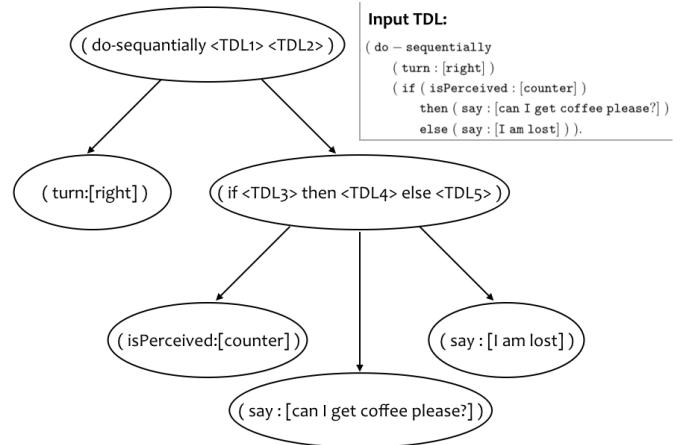 Input TDL:
( do – sequentially
( turn : [right] )
( if ( isPerceived : [counter] )
then ( say : [can I get coffee please?] )
else ( say : [I am lost] ) ).
( do-sequantially <TDL1> <TDL2> )
( turn:[right] )
( if <TDL3> then <TDL4> else <TDL5> )
( isPerceived:[counter] )
( say : [I am lost] )
( say : [can I get coffee please?] )